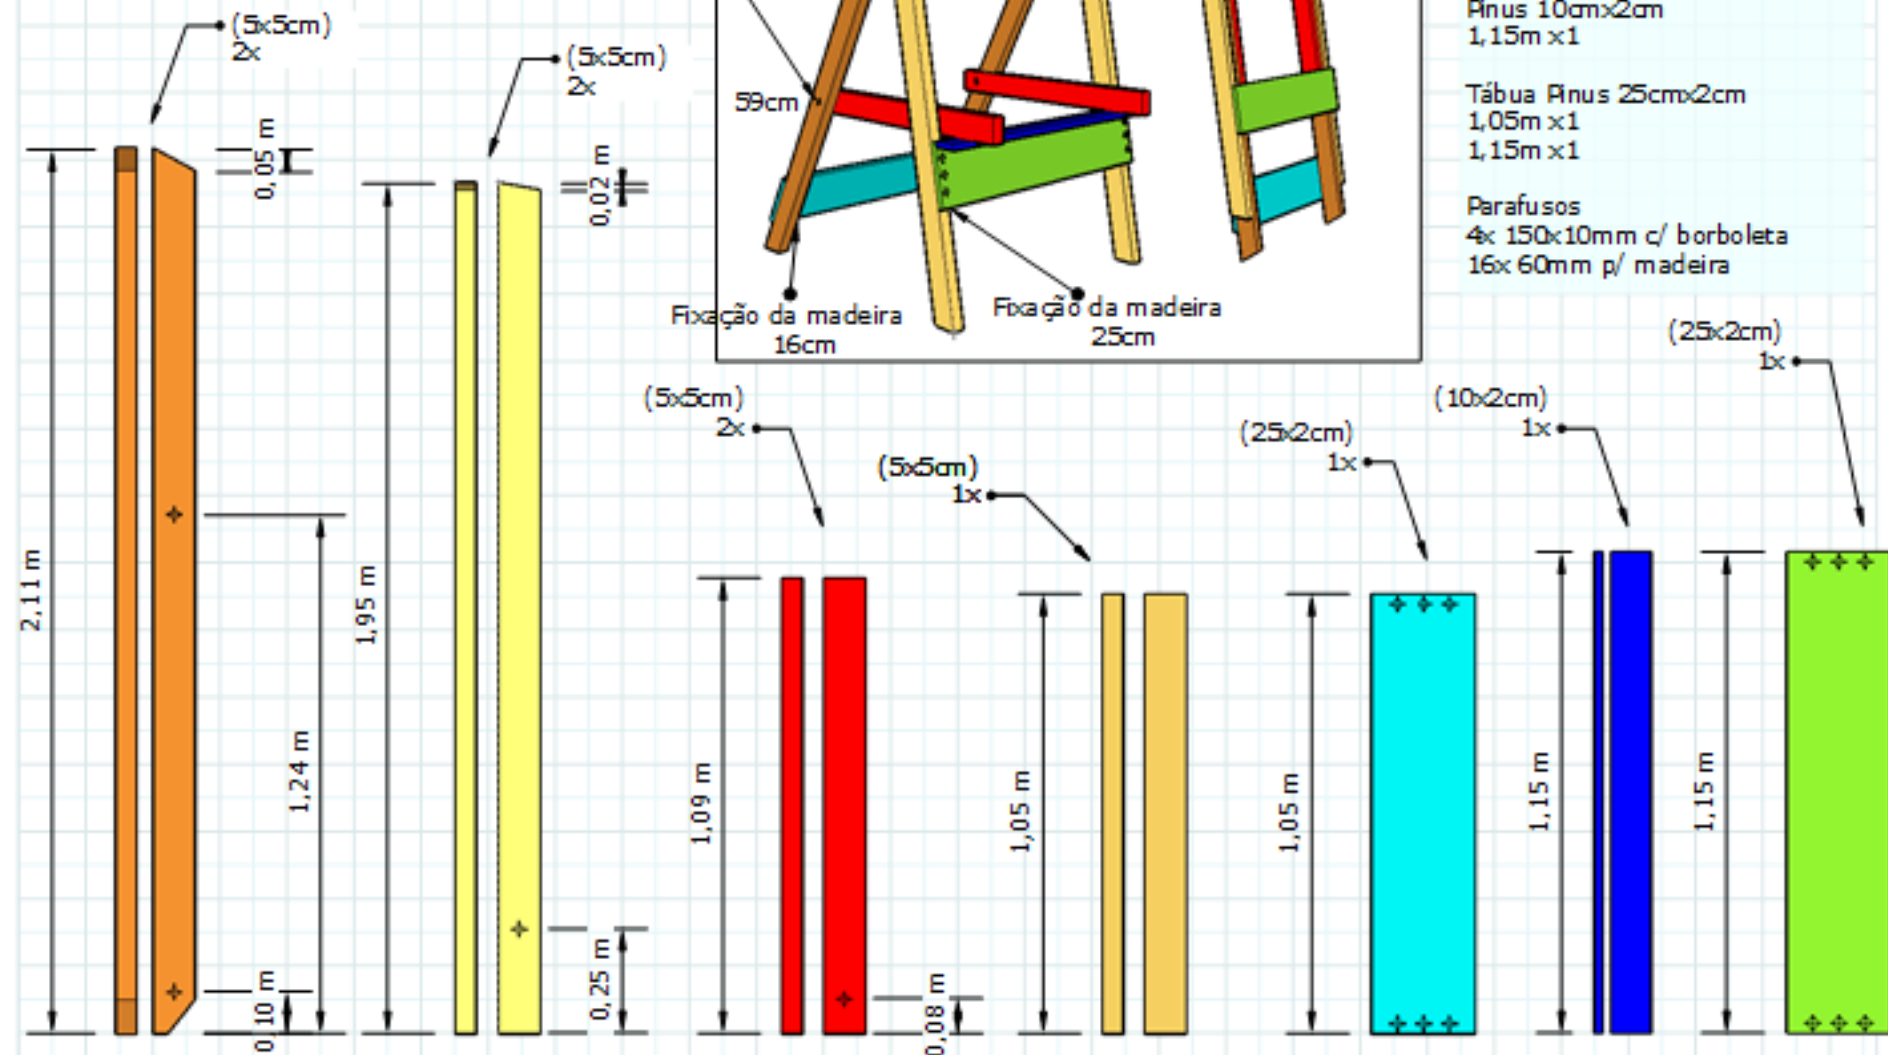 (5x5cm)
2x
(5x5cm)
2x
0,05 m
0,02 m
2,11 m
1,24 m
0,10 m
1,95 m
0,25 m
59cm
Fixação da madeira
16cm
Fixação da madeira
25cm
Pinus 10cmx2cm
1,15m x1
Tábua Pinus 25cmx2cm
1,05m x1
1,15m x1
Parafusos
4x 150x10mm c/ borboleta
16x 60mm p/ madeira
(5x5cm)
2x
(5x5cm)
1x
(25x2cm)
1x
(10x2cm)
1x
(25x2cm)
1x
1,09 m
0,08 m
1,05 m
1,05 m
1,15 m
1,15 m